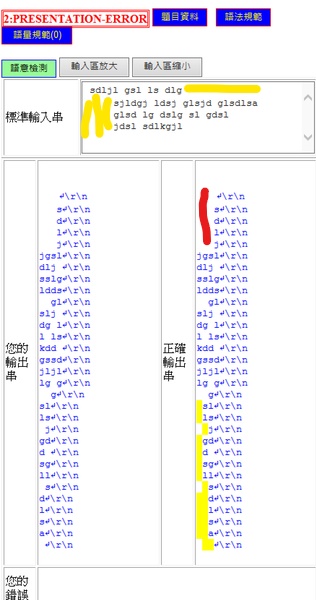 2:PRESENTATION-ERROR 題目資料 語法規範
語量規範(0)
語意檢測 輸入區放大 輸入區縮小
標準輸入串
sdljl gsl ls dlg
sjldgj ldsj glsjd glsdlsa
glsd lg dslg sl gdsl
jdsl sdlkgjl
您的輸出串
↲\r\n
s↲\r\n
d↲\r\n
l↲\r\n
j↲\r\n
jgsl↲\r\n
dlj ↲\r\n
sslg↲\r\n
ldds↲\r\n
gl↲\r\n
slj ↲\r\n
dg l↲\r\n
l ls↲\r\n
kdd ↲\r\n
gssd↲\r\n
jljl↲\r\n
lg g↲\r\n
g↲\r\n
sl↲\r\n
ls↲\r\n
j↲\r\n
gd↲\r\n
d ↲\r\n
sg↲\r\n
ll↲\r\n
s↲\r\n
d↲\r\n
l↲\r\n
s↲\r\n
a↲\r\n
↲\r\n
正確輸出串
↲\r\n
s↲\r\n
d↲\r\n
l↲\r\n
j↲\r\n
jgsl↲\r\n
dlj ↲\r\n
sslg↲\r\n
ldds↲\r\n
gl↲\r\n
slj ↲\r\n
dg l↲\r\n
l ls↲\r\n
kdd ↲\r\n
gssd↲\r\n
jljl↲\r\n
lg g↲\r\n
g↲\r\n
sl↲\r\n
ls↲\r\n
j↲\r\n
gd↲\r\n
d ↲\r\n
sg↲\r\n
ll↲\r\n
s↲\r\n
d↲\r\n
l↲\r\n
s↲\r\n
a↲\r\n
↲\r\n
您的錯誤